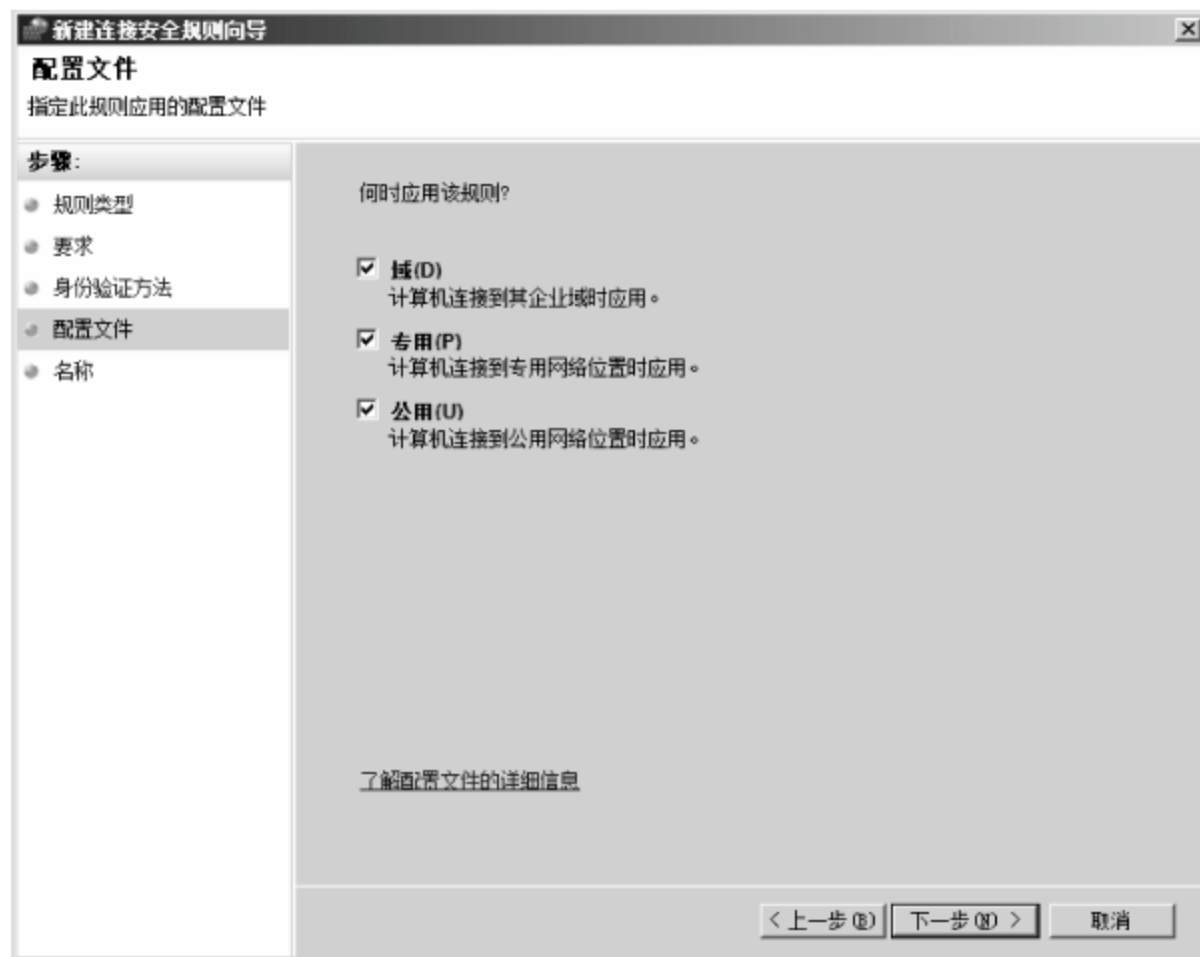 新建连接安全规则向导
配置文件
指定此规则应用的配置文件
步骤:
规则类型
要求
身份验证方法
配置文件
名称
何时应用该规则?
域(D)
计算机连接到其企业域时应用。
专用(P)
计算机连接到专用网络位置时应用。
公用(U)
计算机连接到公用网络位置时应用。
了解配置文件的详细信息
< 上一步(B)
下一步(N) >
取消